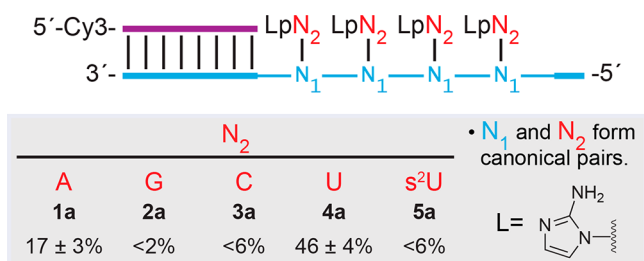 5´-Cy3- LpN2 LpN2 LpN2 LpN2
3´- N1 N1 N1 N1 -5´
N2
A G C U s²U
1a 2a 3a 4a 5a
17 ± 3% <2% <6% 46 ± 4% <6%
• N1 and N2 form
canonical pairs.
NH2
L= N N